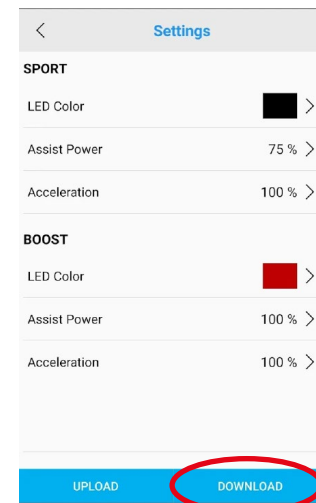 Settings
SPORT
LED Color
Assist Power 75 %
Acceleration 100 %
BOOST
LED Color
Assist Power 100 %
Acceleration 100 %
UPLOAD DOWNLOAD